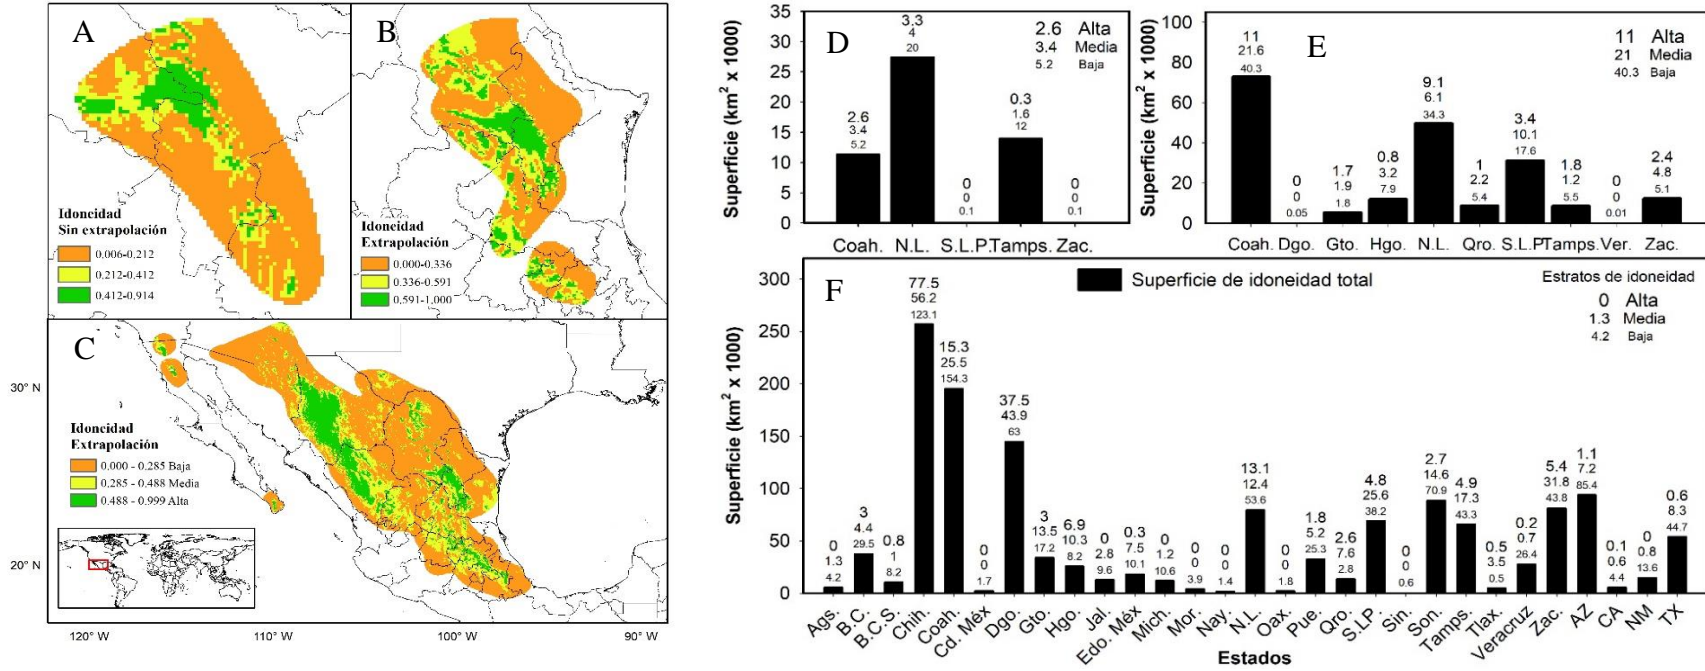 A
Idoncidad
Sin extrapolación
0.006-0.212
0.212-0.412
0.412-0.914
B
Idoncidad
Extrapolación
0.000-0.336
0.336-0.591
0.591-1,000
C
30° N
20° N
Idoncidad
Extrapolación
0.000 - 0.285 Baja
0.285 - 0.488 Media
0.488 - 0.999 Alta
120°W
110°W
100°W
90°W
D
Superficie (km² x 1000)
35
30
25
20
15
10
5
0
2.6 Alta
3.4 Media
5.2 Baja
2.6
3.4
5.2
3.3
4
20
0
0
0.1
0.3
1.6
12
0
0
0.1
Coah. N.L. S.L.P.Tamps. Zac.
E
Superficie (km² x 1000)
100
80
60
40
20
0
11 Alta
21 Media
40.3 Baja
11
21.6
40.3
0
0
0.05
1.7
1.9
1.8
0.8
3.2
7.9
9.1
6.1
34.3
1
2.2
5.4
3.4
10.1
17.6
1.8
1.2
5.5
0
0
0.01
2.4
4.8
5.1
Coah. Dgo. Gto. Hgo. N.L. Qro. S.L.PTamps. Ver. Zac.
F
Superficie (km² x 1000)
300
250
200
150
100
50
0
Superficie de idoneidad total
Estratos de idoneidad
0 Alta
1.3 Media
4.2 Baja
0
1.3
4.2
3
4.4
29.5
0.8
1
8.2
77.5
56.2
123.1
15.3
25.5
154.3
0
0
1.7
37.5
43.9
63
3
13.5
17.2
6.9
10.3
8.2
0
2.8
9.6
0.3
7.5
10.1
0
1.2
10.6
0
0
3.9
0
0
1.4
13.1
12.4
53.6
0
0
1.8
1.8
5.2
25.3
2.6
7.6
2.8
4.8
25.6
38.2
0
0
0.6
2.7
14.6
70.9
4.9
17.3
43.3
0.5
3.5
0.5
0.2
0.7
26.4
5.4
31.8
43.8
1.1
7.2
85.4
0.1
0.6
4.4
0
0.8
13.6
0.6
8.3
44.7
Ags.
B.C.
B.C.S.
Chih.
Coah.
Cd. Méx
Dgo.
Gto.
Hgo.
Jal.
Edo. Méx
Mich.
Mor.
Nay.
N.L.
Oax.
Pue.
Qro.
S.LP.
Sin.
Son.
Tamps.
Tlax.
Veracruz
Zac.
AZ
CA
NM
TX
Estados